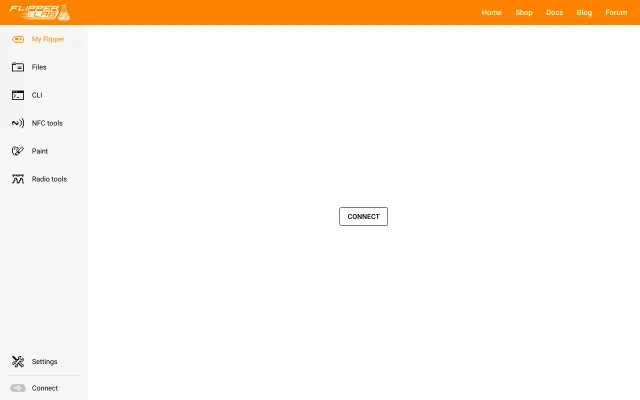 FLIPPER
LAB
Home
Shop
Docs
Blog
Forum
My Flipper
Files
CLI
NFC tools
Paint
Radio tools
CONNECT
Settings
Connect